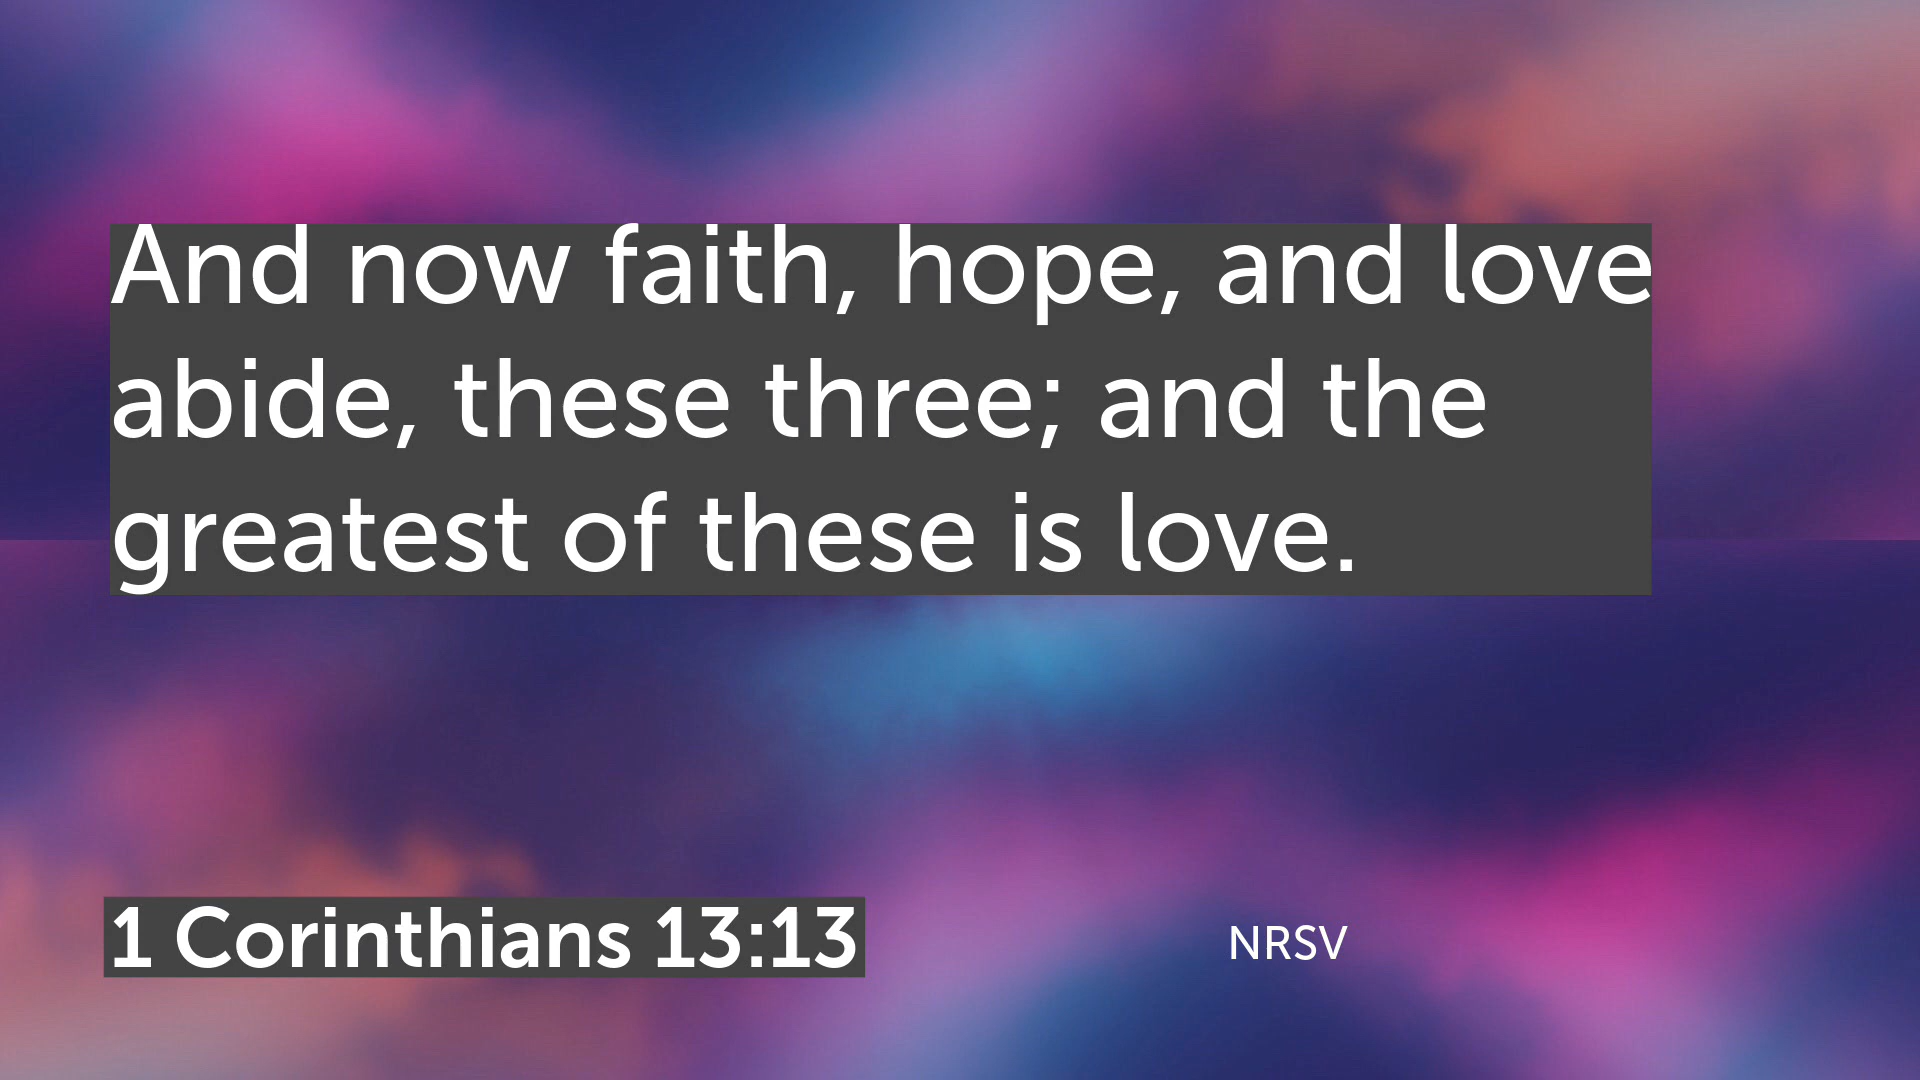 And now faith, hope, and love
abide, these three; and the
greatest of these is love.
1 Corinthians 13:13
NRSV